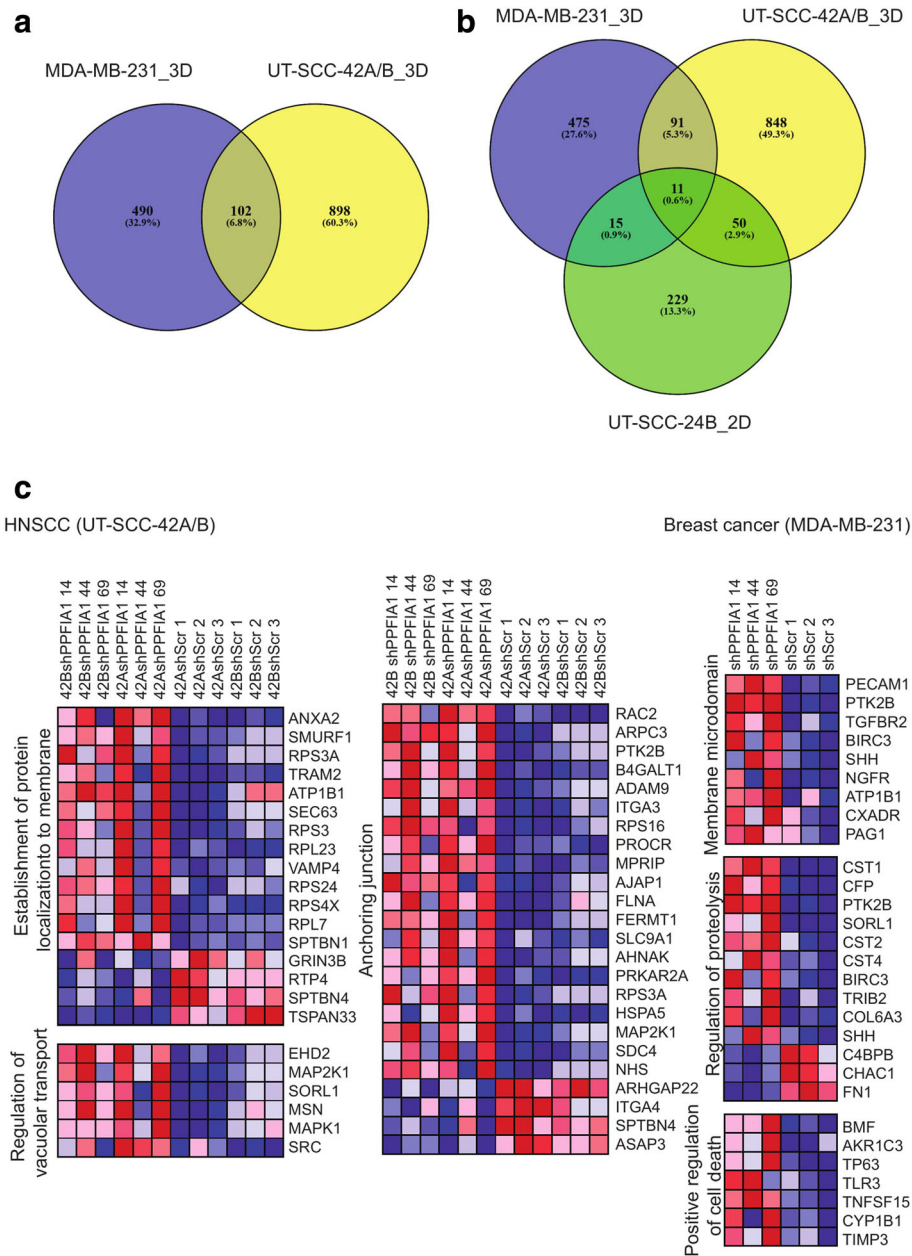 a
MDA-MB-231_3D
UT-SCC-42A/B_3D
490
(32.9%)
102
(6.8%)
898
(60.3%)
b
MDA-MB-231_3D
UT-SCC-42A/B_3D
475
(27.6%)
91
(5.3%)
848
(49.3%)
11
(0.6%)
15
(0.9%)
50
(2.9%)
229
(13.3%)
UT-SCC-24B_2D
c
HNSCC (UT-SCC-42A/B)
Breast cancer (MDA-MB-231)
42BshPPFIA1 14
42BshPPFIA1 44
42BshPPFIA1 69
42AshPPFIA1 14
42AshPPFIA1 44
42AshPPFIA1 69
42AshScr 1
42AshScr 2
42AshScr 3
42BshScr 1
42BshScr 2
42BshScr 3
Establishment of protein
localizationto membrane
ANXA2
SMURF1
RPS3A
TRAM2
ATP1B1
SEC63
RPS3
RPL23
VAMP4
RPS24
RPS4X
RPL7
SPTBN1
GRIN3B
RTP4
SPTBN4
TSPAN33
Regulation of
vacuolar transport
EHD2
MAP2K1
SORL1
MSN
MAPK1
SRC
42B shPPFIA1 14
42B shPPFIA1 44
42B shPPFIA1 69
42AshPPFIA1 14
42AshPPFIA1 44
42AshPPFIA1 69
42AshScr 1
42AshScr 2
42AshScr 3
42BshScr 1
42BshScr 2
42BshScr 3
Anchoring junction
RAC2
ARPC3
PTK2B
B4GALT1
ADAM9
ITGA3
RPS16
PROCR
MPRIP
AJAP1
FLNA
FERMT1
SLC9A1
AHNAK
PRKAR2A
RPS3A
HSPA5
MAP2K1
SDC4
NHS
ARHGAP22
ITGA4
SPTBN4
ASAP3
shPPFIA1 14
shPPFIA1 44
shPPFIA1 69
shScr 1
shScr 2
shScr 3
Membrane microdomain
PECAM1
PTK2B
TGFBR2
BIRC3
SHH
NGFR
ATP1B1
CXADR
PAG1
Regulation of proteolysis
CST1
CFP
PTK2B
SORL1
CST2
CST4
BIRC3
TRIB2
COL6A3
SHH
C4BPB
CHAC1
FN1
Positive regulation
of cell death
BMF
AKR1C3
TP63
TLR3
TNFSF15
CYP1B1
TIMP3